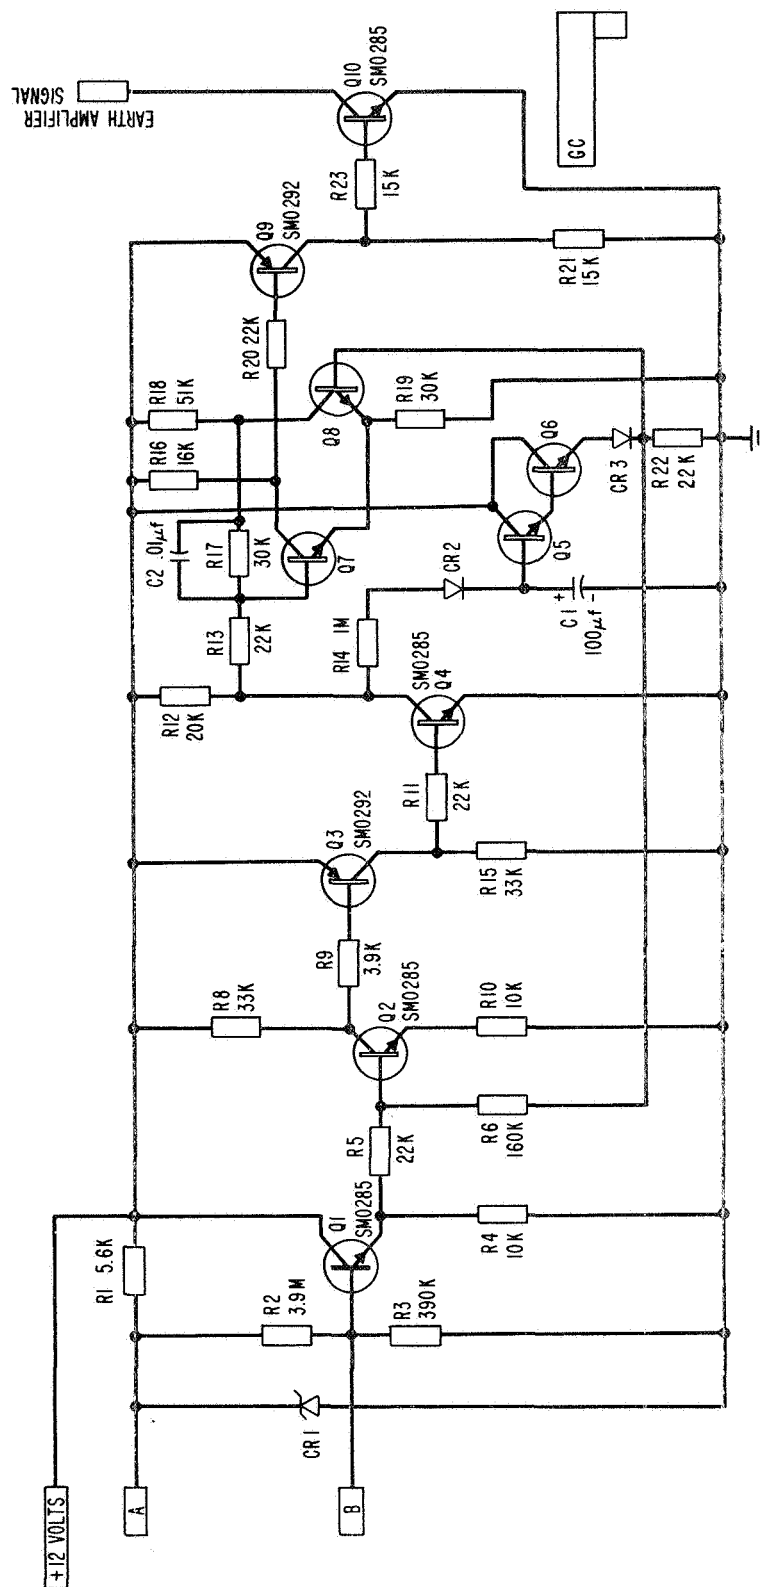 +12 VOLTS
A
B
CR1
R1 5.6K
R2
3.9M
R3
390K
Q1
SM0285
R4
10K
R5
22K
R6
160K
R8
33K
Q2
SM0285
R10
10K
R9
3.9K
Q3
SM0292
R15
33K
R11
22K
R12
20K
SM0285
Q4
R13
22K
R14 1M
C2 .01μf
R17
30K
Q7
CR2
C1 +
100μf -
Q5
Q6
CR3
R22
22K
R16
16K
R18
51K
Q8
R19
30K
R20 22K
Q9
SM0292
R21
15K
R23
15K
Q10
SM0285
EARTH AMPLIFIER
SIGNAL
GC